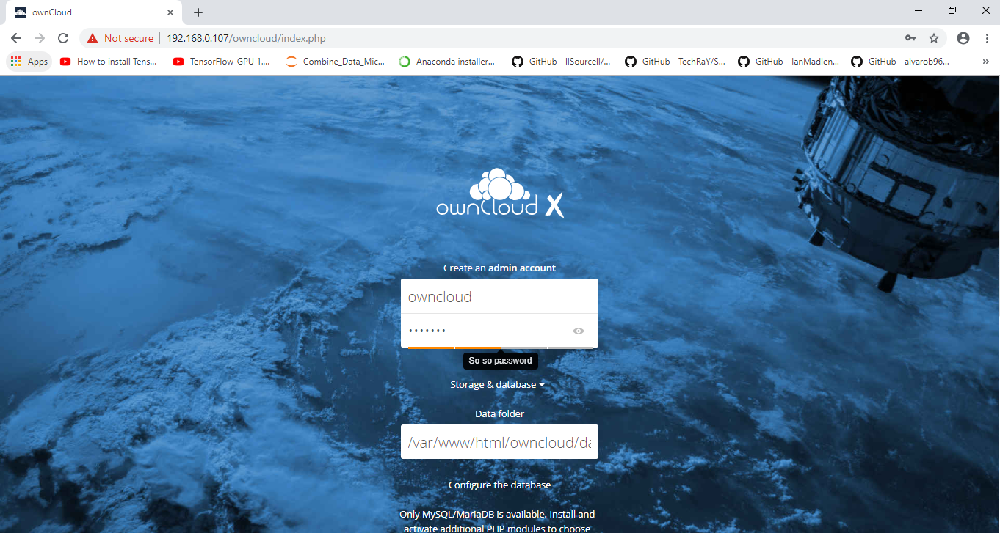 ownCloud
Not secure
192.168.0.107/owncloud/index.php
Apps
How to install Tens...
TensorFlow-GPU 1....
Combine_Data_Mic...
Anaconda installer...
GitHub - llSourcell/...
GitHub - TechRaY/S...
GitHub - IanMadlen...
GitHub - alvarob96...
»
ownCloud X
Create an admin account
owncloud
•••••••
So-so password
Storage & database
Data folder
/var/www/html/owncloud/da
Configure the database
Only MySQL/MariaDB is available. Install and
activate additional PHP modules to choose